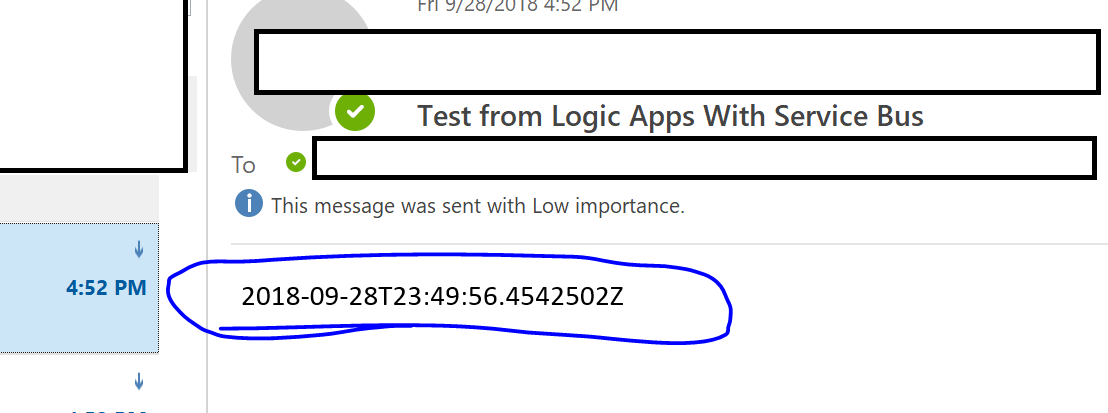 Fri 9/28/2018 4:52 PM
Test from Logic Apps With Service Bus
To
This message was sent with Low importance.
4:52 PM
2018-09-28T23:49:56.4542502Z